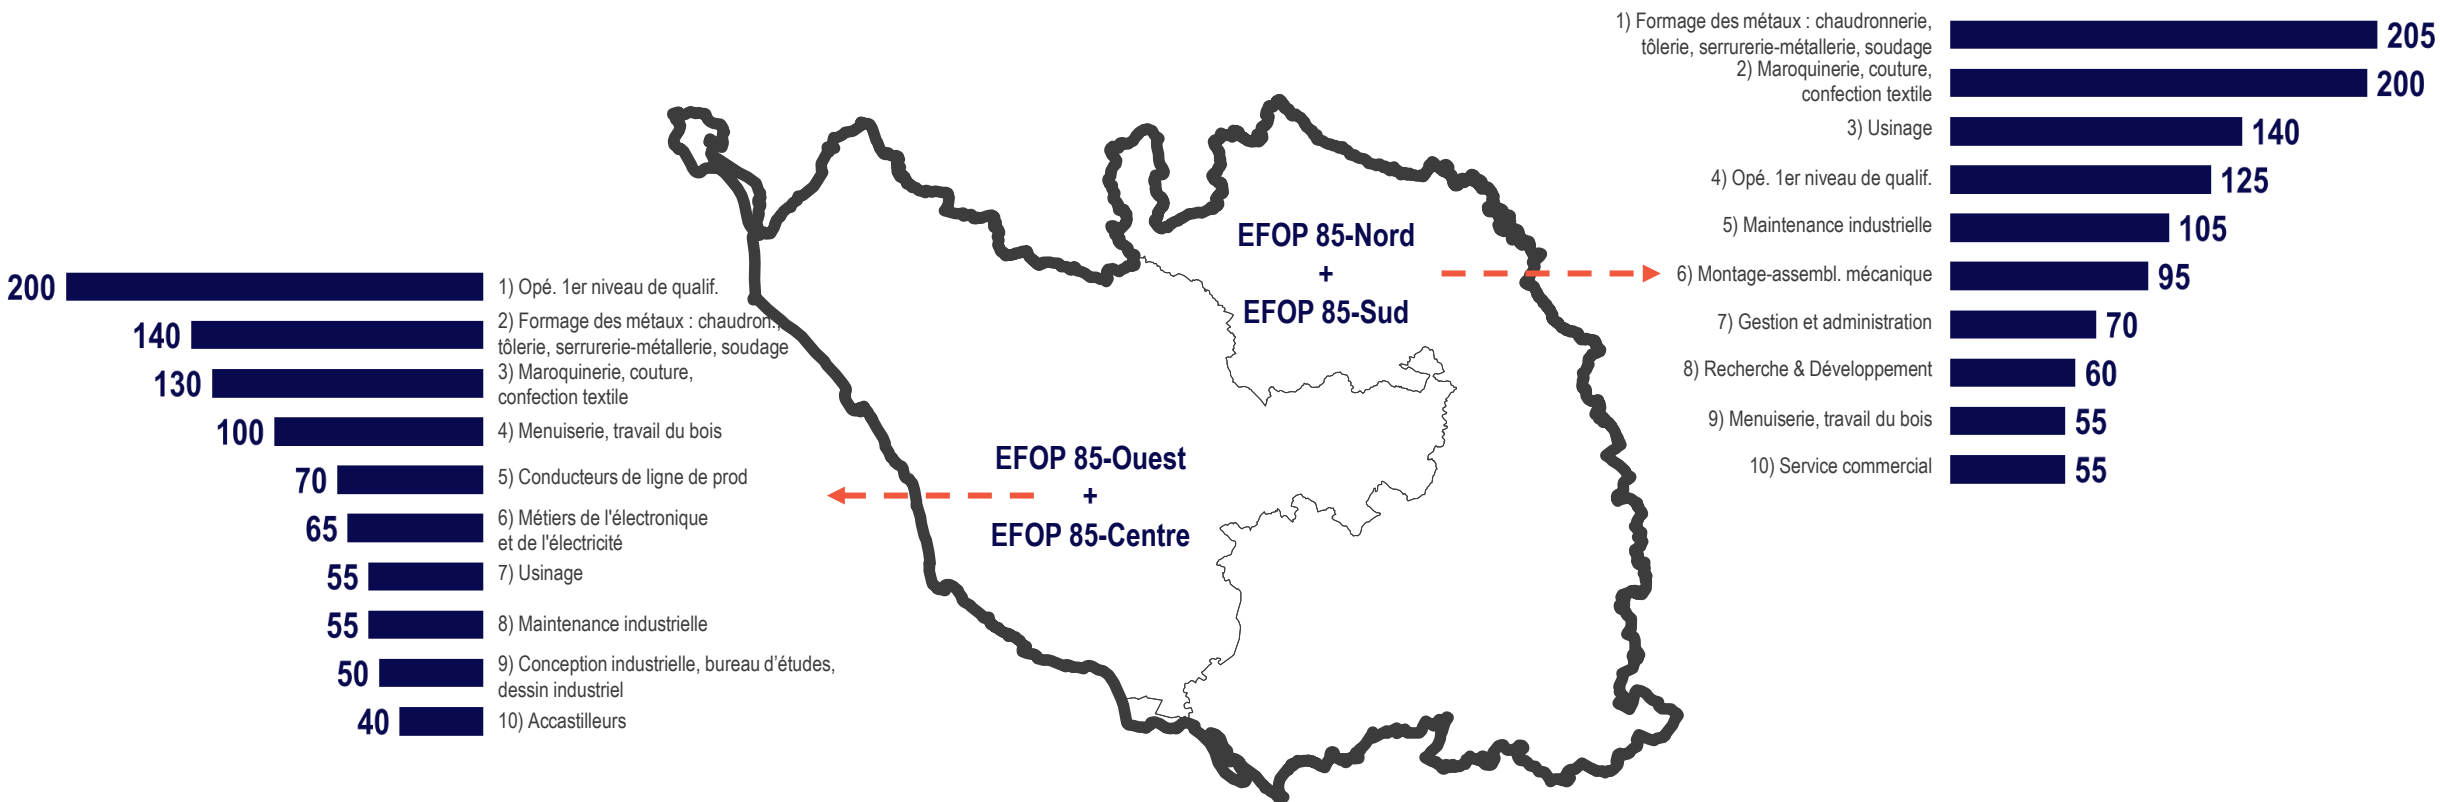 1) Formage des métaux : chaudronnerie,
tôlerie, serrurerie-métallerie, soudage
205
2) Maroquinerie, couture,
confection textile
200
3) Usinage
140
4) Opé. 1er niveau de qualif.
125
5) Maintenance industrielle
105
6) Montage-assembl. mécanique
95
7) Gestion et administration
70
8) Recherche & Développement
60
9) Menuiserie, travail du bois
55
10) Service commercial
55
EFOP 85-Nord
+
EFOP 85-Sud
EFOP 85-Ouest
+
EFOP 85-Centre
200
1) Opé. 1er niveau de qualif.
140
2) Formage des métaux : chaudron.,
tôlerie, serrurerie-métallerie, soudage
130
3) Maroquinerie, couture,
confection textile
100
4) Menuiserie, travail du bois
70
5) Conducteurs de ligne de prod
65
6) Métiers de l'électronique
et de l'électricité
55
7) Usinage
55
8) Maintenance industrielle
50
9) Conception industrielle, bureau d’études,
dessin industriel
40
10) Accastilleurs